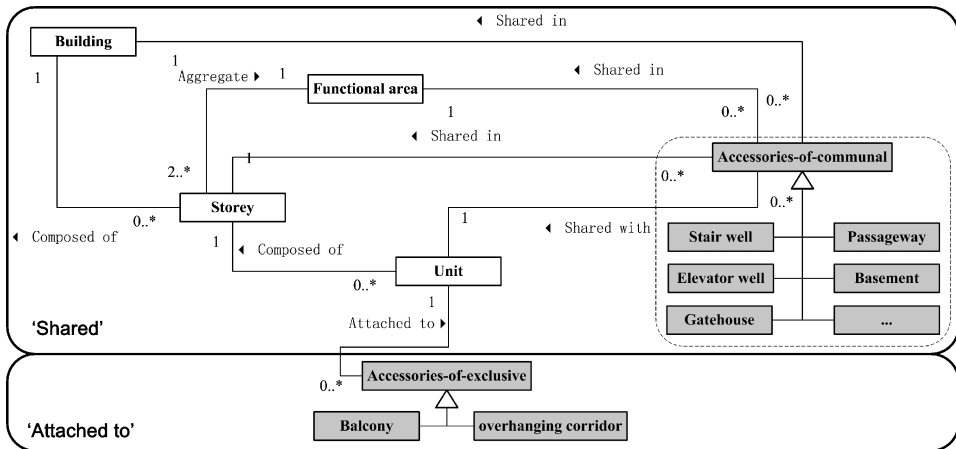 ◀ Shared in
Building
1
1
Aggregate ▶
1
◀ Shared in
Functional area
1
0..*
0..*
◀ Shared in
1
Accessories-of-communal
2..*
0..*
0..*
Storey
0..*
1
◀ Shared with
1
◀ Composed of
◀ Composed of
Stair well
Passageway
Unit
0..*
Elevator well
Basement
1
Gatehouse
...
Attached to ▶
‘Shared’
0..*
Accessories-of-exclusive
Balcony
overhanging corridor
‘Attached to’